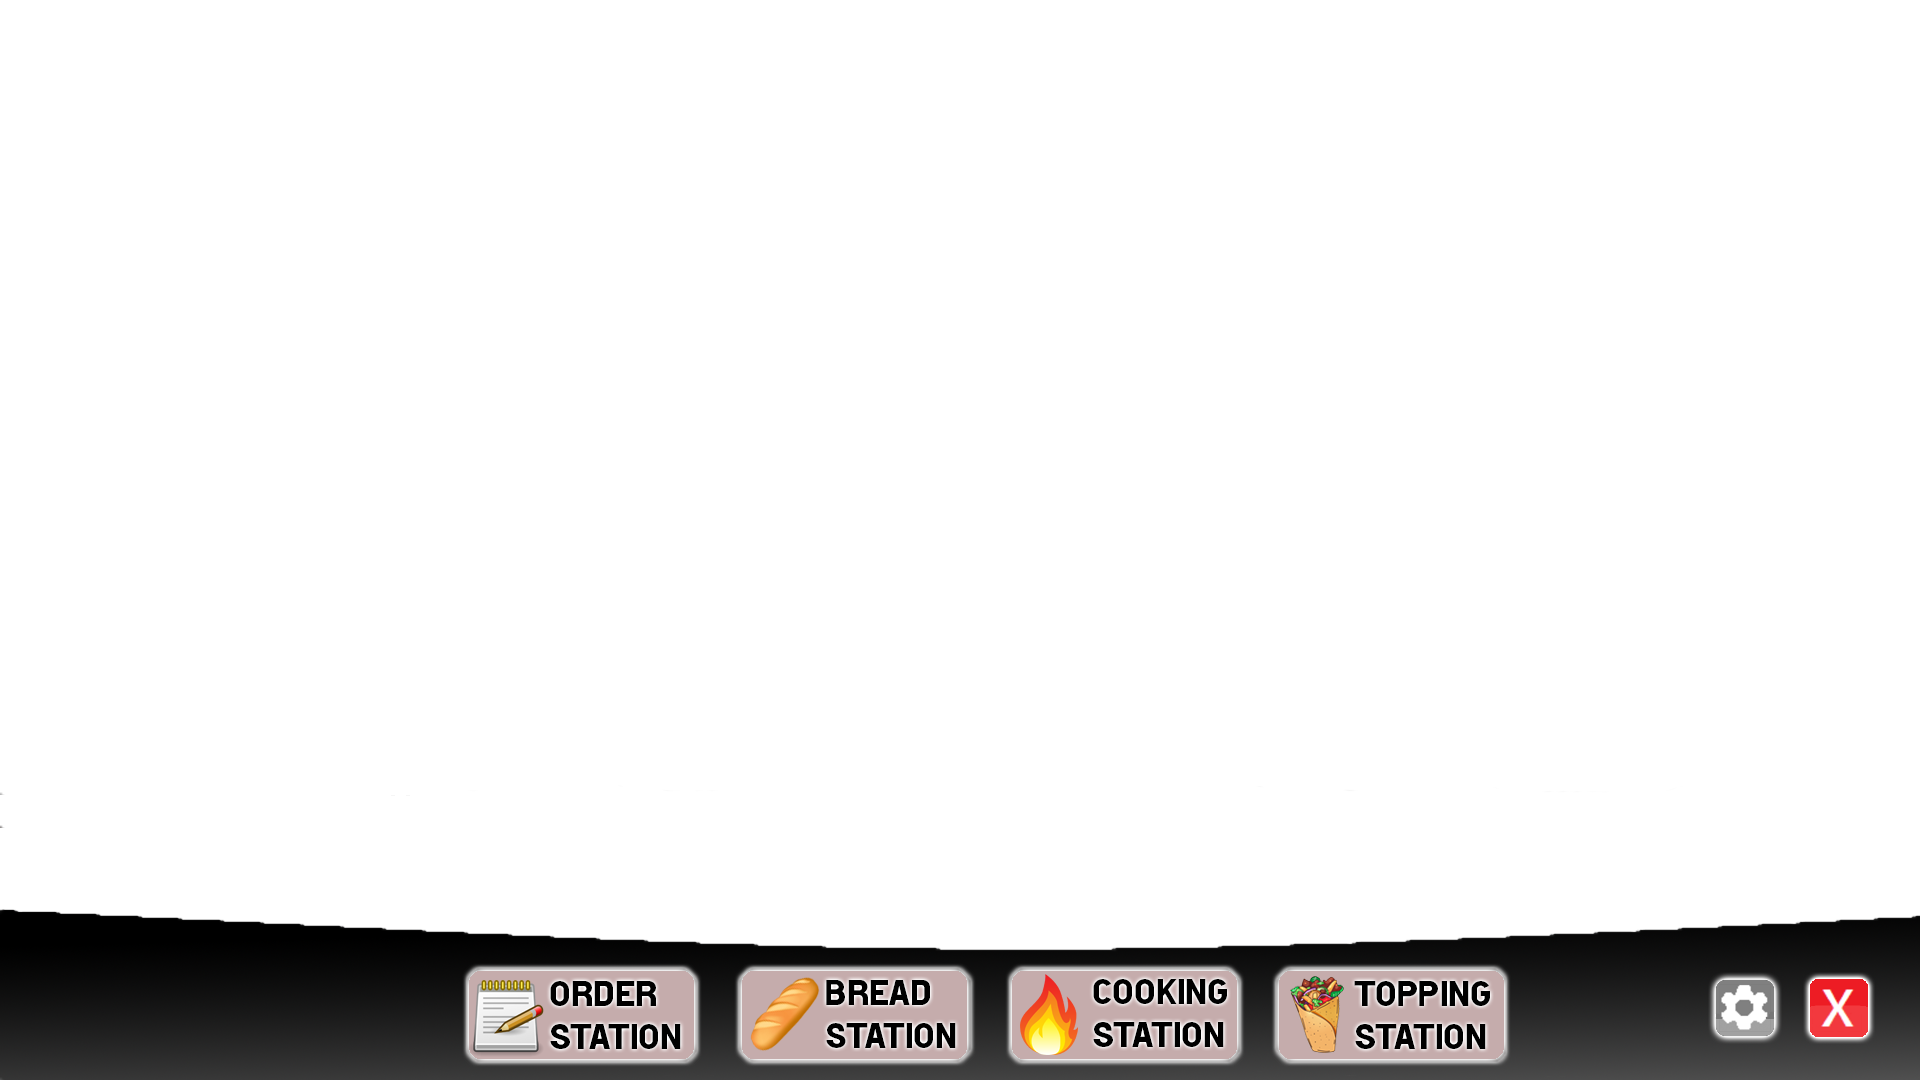 ORDER
STATION
BREAD
STATION
COOKING
STATION
TOPPING
STATION
X